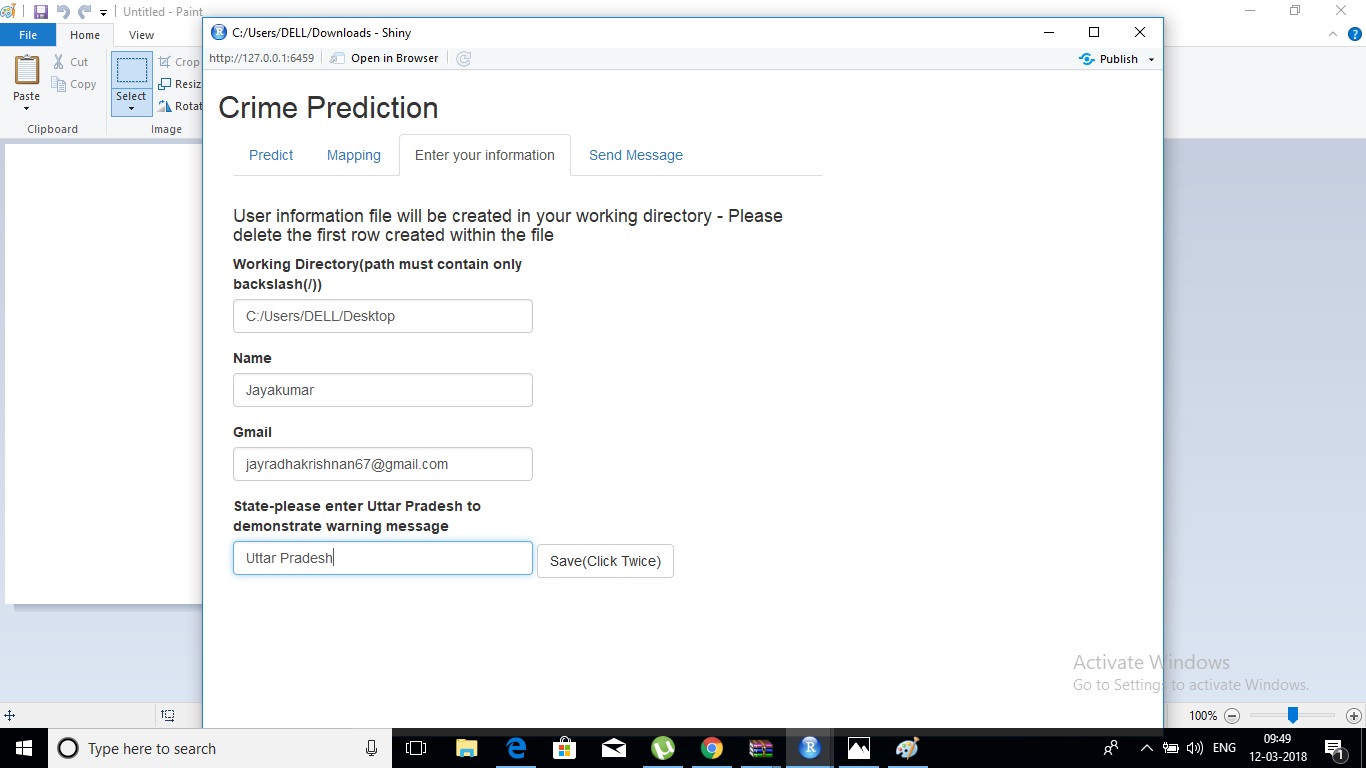 Untitled - Paint
File Home View
Paste
Cut
Copy
Clipboard
Select
Crop
Resiz
Rotat
Image
C:/Users/DELL/Downloads - Shiny
http://127.0.0.1:6459 Open in Browser Publish
Crime Prediction
Predict Mapping Enter your information Send Message
User information file will be created in your working directory - Please
delete the first row created within the file
Working Directory(path must contain only
backslash(/))
C:/Users/DELL/Desktop
Name
Jayakumar
Gmail
jayradhakrishnan67@gmail.com
State-please enter Uttar Pradesh to
demonstrate warning message
Uttar Pradesh
Save(Click Twice)
Activate Windows
Go to Settings to activate Windows.
100%
Type here to search
ENG
09:49
12-03-2018
1